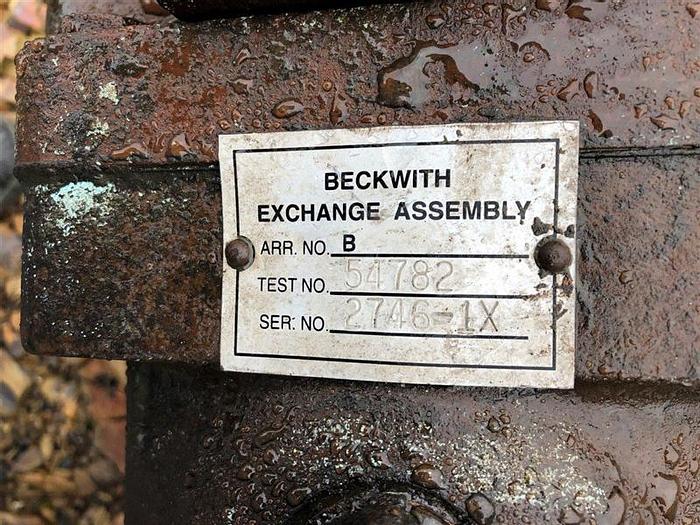 BECKWITH
EXCHANGE ASSEMBLY
ARR. NO. B
TEST NO. 54782
SER. NO. 2746-1X